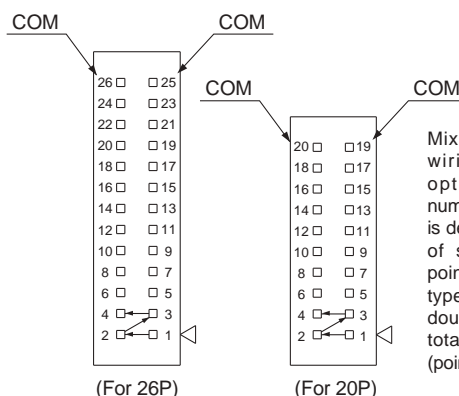 COM COM
26 25
24 23
22 21
20 19
18 17
16 15
14 13
12 11
10 9
8 7
6 5
4 3
2 1
(For 26P)
COM COM
20 19
18 17
16 15
14 13
12 11
10 9
8 7
6 5
4 3
2 1
(For 20P)
Mix
wiri
opt
num
is de
of s
poin
type
dou
tota
(poin